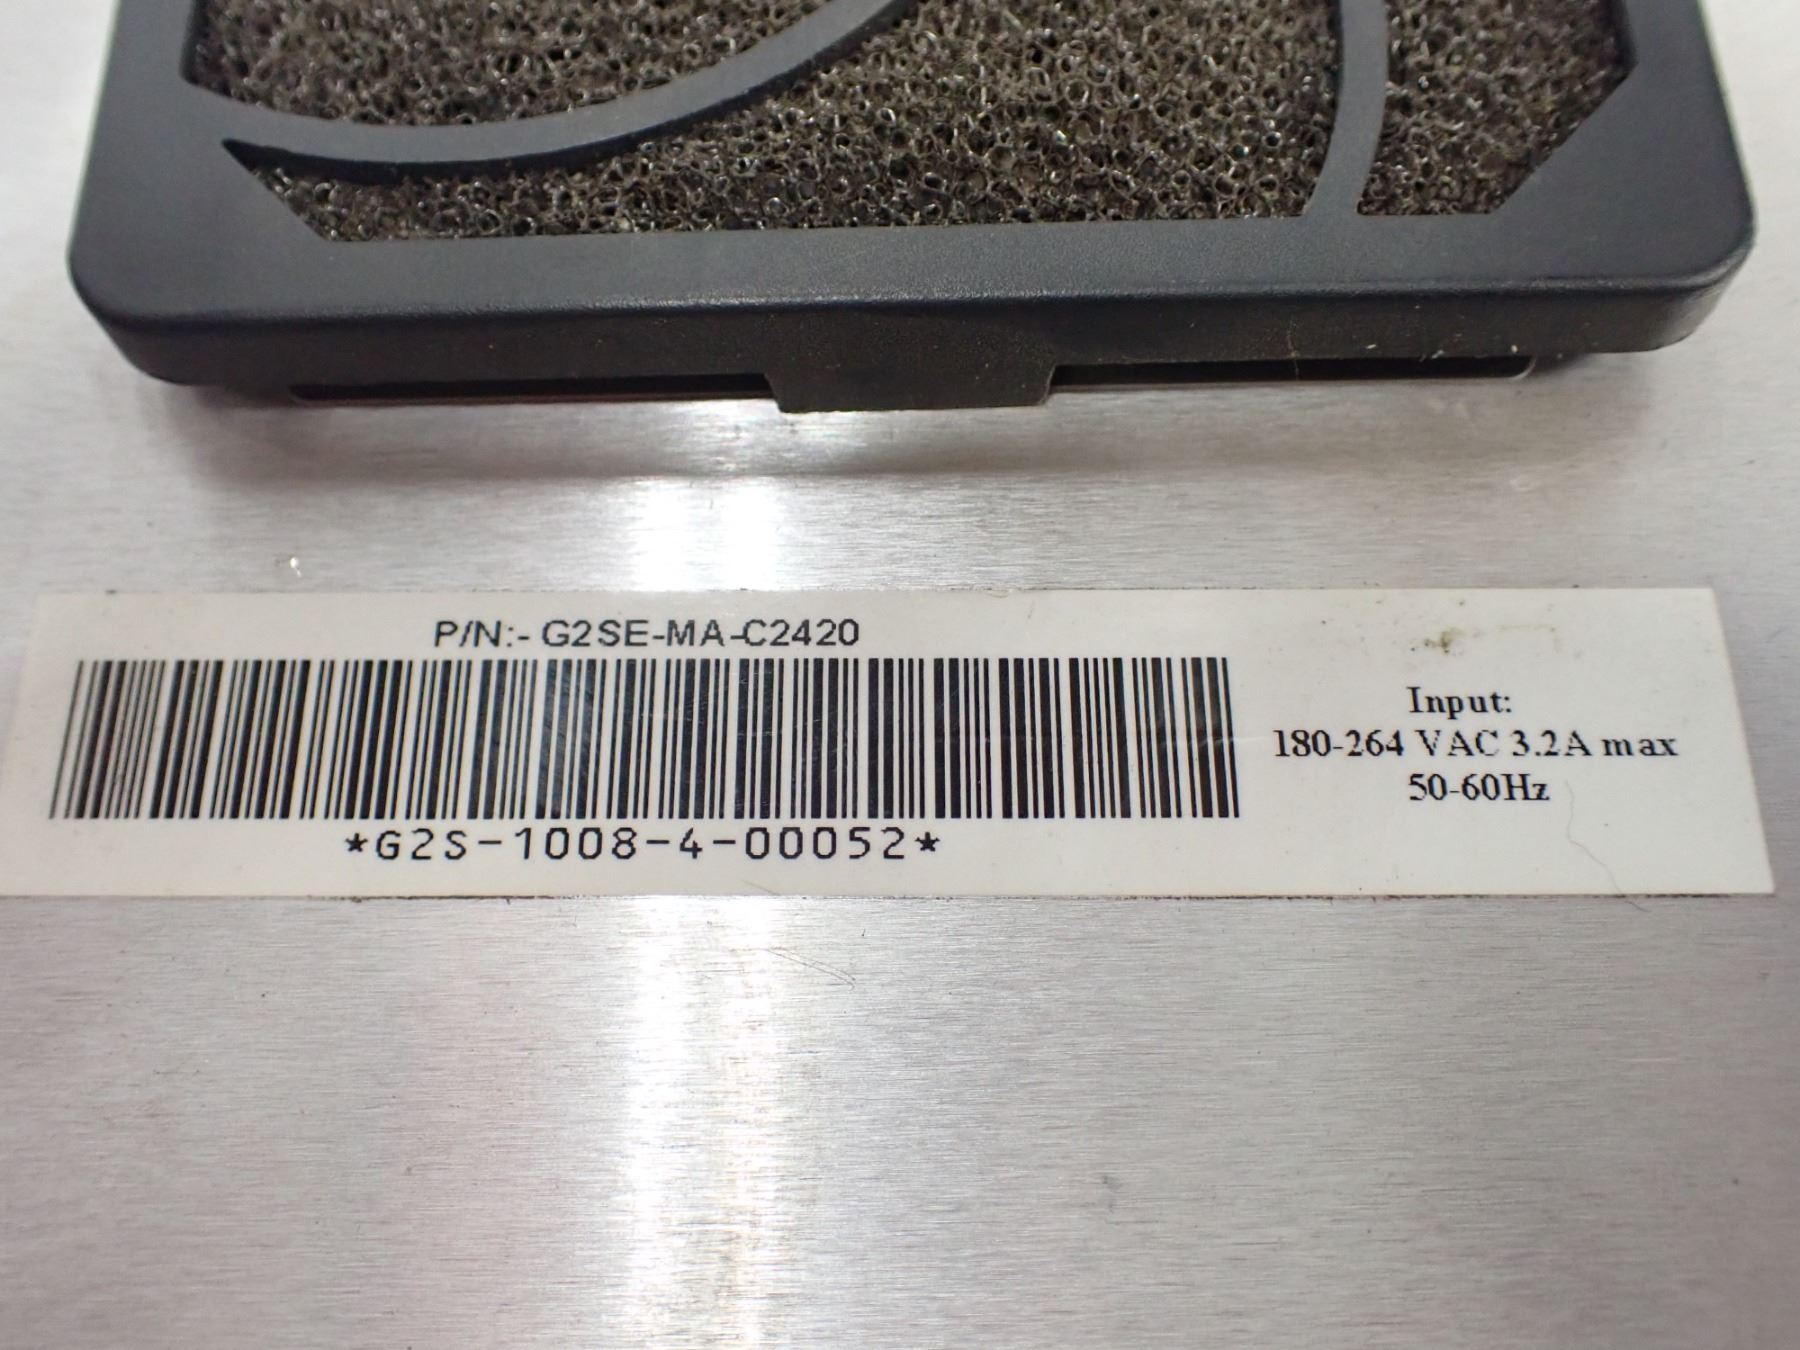 P/N:- G2SE-MA-C2420
*G2S-1008-4-00052*
Input:
180-264 VAC 3.2A max
50-60Hz